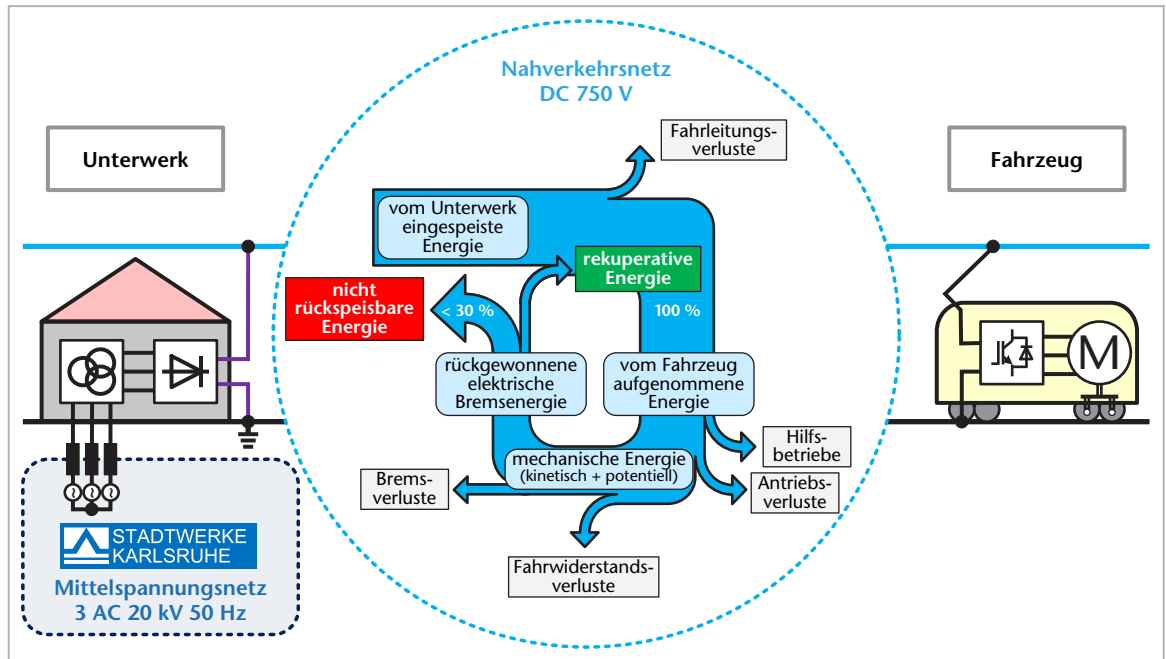 Nahverkehrsnetz
DC 750 V
Unterwerk
Fahrleitungs-
verluste
Fahrzeug
vom Unterwerk
eingespeiste
Energie
rekuperative
Energie
nicht
rückspeisbare
Energie
< 30 %
100 %
rückgewonnene
elektrische
Bremsenergie
vom Fahrzeug
aufgenommene
Energie
M
Hilfs-
betriebe
mechanische Energie
(kinetisch + potentiell)
Brems-
verluste
Antriebs-
verluste
Fahrwiderstands-
verluste
~
~
~
STADTWERKE
KARLSRUHE
Mittelspannungsnetz
3 AC 20 kV 50 Hz